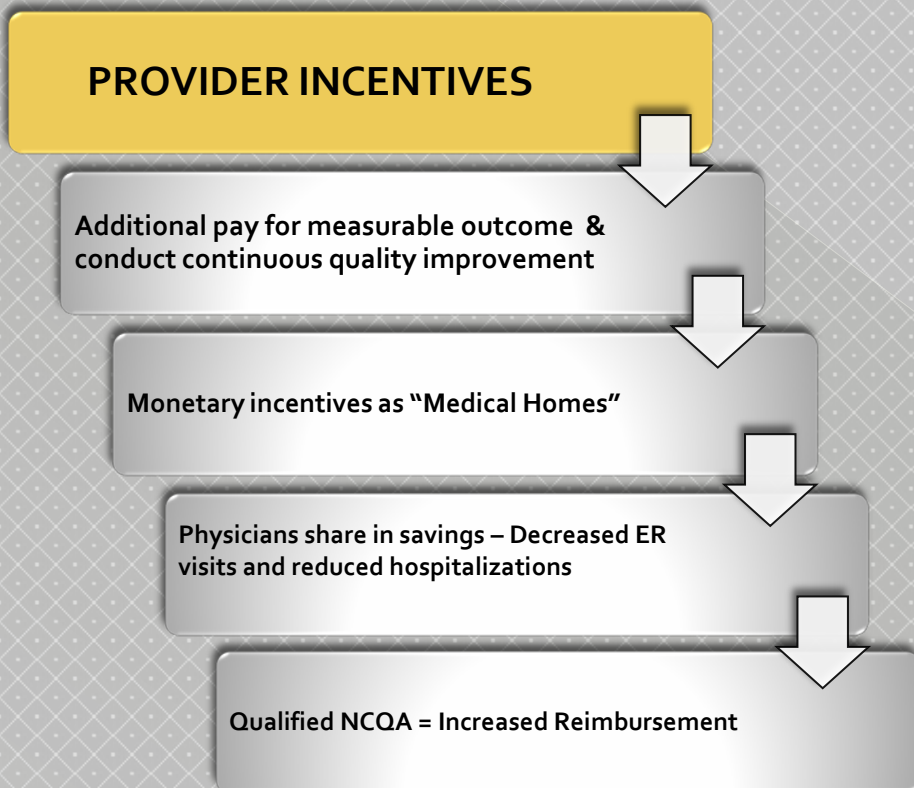 PROVIDER INCENTIVES
Additional pay for measurable outcome &
conduct continuous quality improvement
Monetary incentives as “Medical Homes”
Physicians share in savings – Decreased ER
visits and reduced hospitalizations
Qualified NCQA = Increased Reimbursement